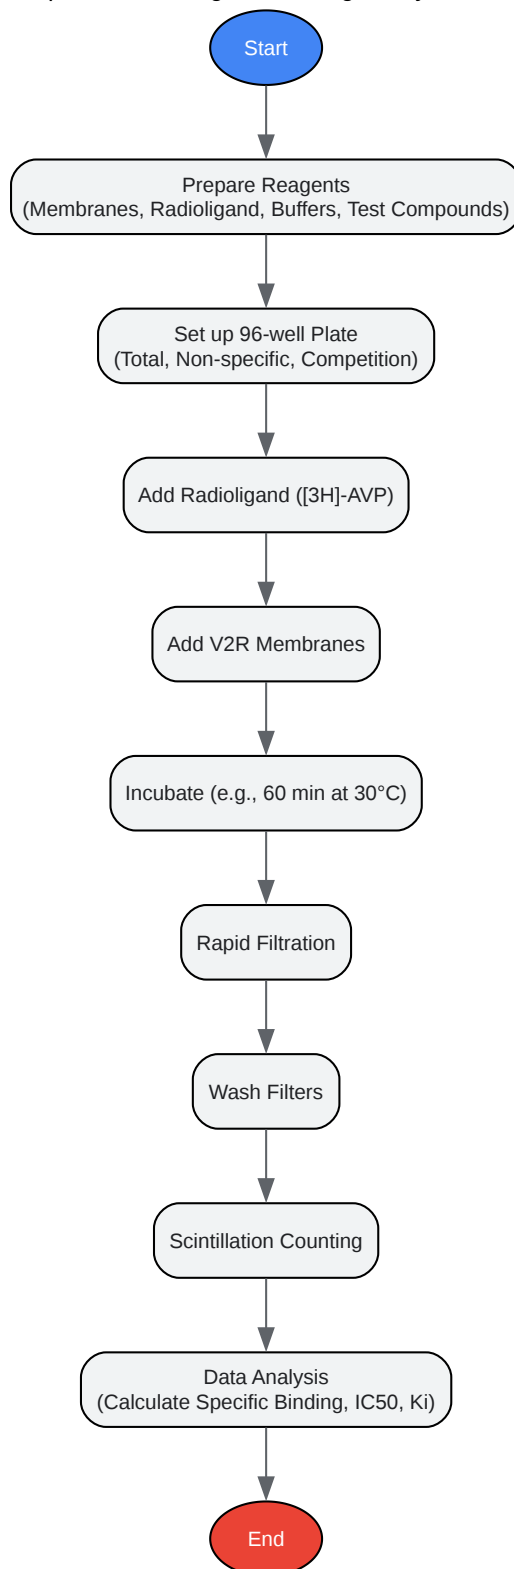 Start
Prepare Reagents
(Membranes, Radioligand, Buffers, Test Compounds)
Set up 96-well Plate
(Total, Non-specific, Competition)
Add Radioligand ([3H]-AVP)
Add V2R Membranes
Incubate (e.g., 60 min at 30°C)
Rapid Filtration
Wash Filters
Scintillation Counting
Data Analysis
(Calculate Specific Binding, IC50, Ki)
End